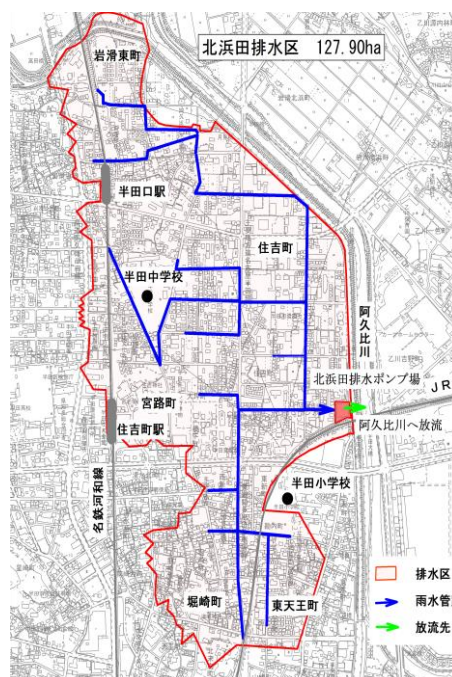 北浜田排水区 127.90ha
岩滑東町
半田口駅
住吉町
半田中学校
阿久比川
北浜田排水ポンプ場
JR
宮路町
阿久比川へ放流
住吉町駅
半田小学校
名鉄河和線
排水区
雨水管
堀崎町
東天王町
放流先